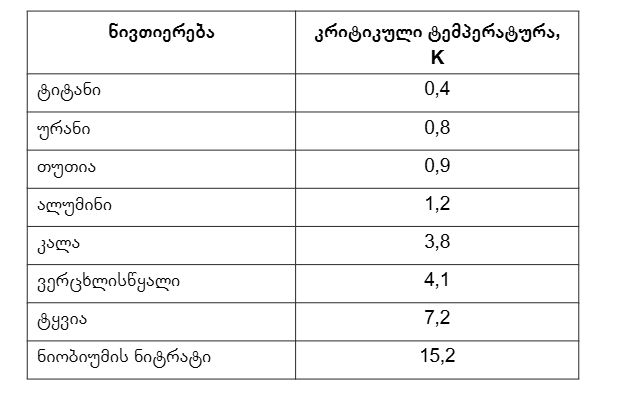 ნივთიერება
კრიტიკული ტემპერატურა,
K
ტიტანი
0,4
ურანი
0,8
თუთია
0,9
ალუმინი
1,2
კალა
3,8
ვერცხლისწყალი
4,1
ტყვია
7,2
ნიობიუმის ნიტრატი
15,2